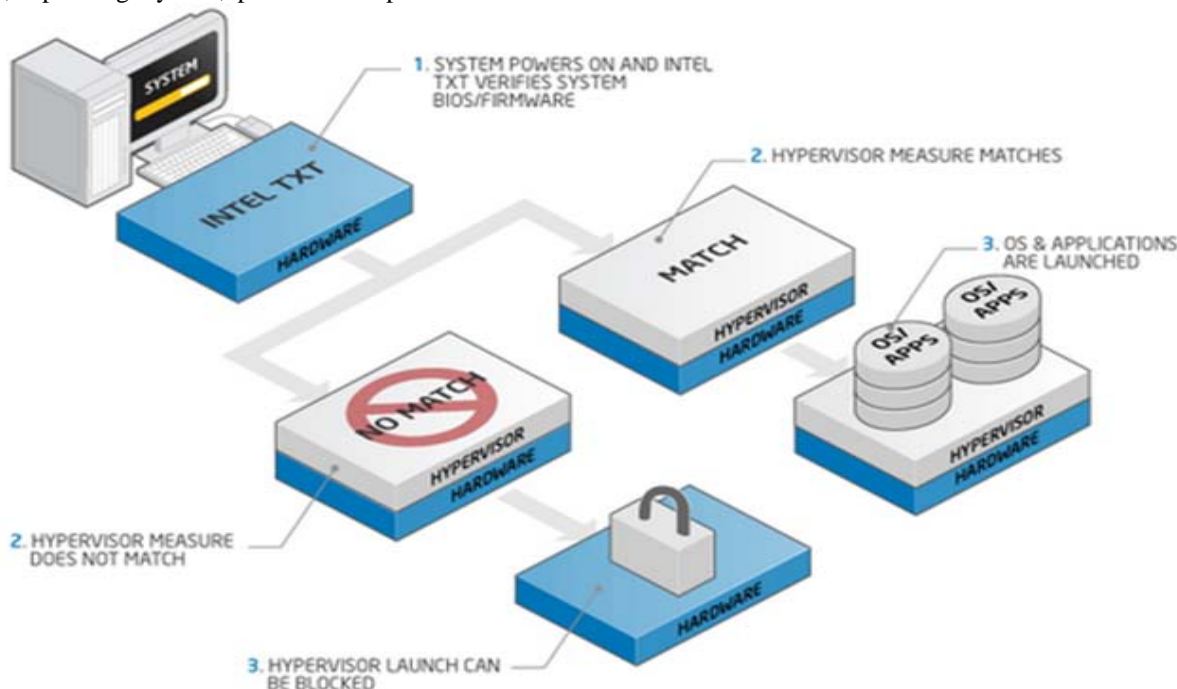 SYSTEM
1. SYSTEM POWERS ON AND INTEL
TXT VERIFIES SYSTEM
BIOS/FIRMWARE
INTEL TXT
HARDWARE
2. HYPERVISOR MEASURE MATCHES
MATCH
HYPERVISOR
HARDWARE
3. OS & APPLICATIONS
ARE LAUNCHED
OS/
APPS
OS/
APPS
HYPERVISOR
HARDWARE
NO MATCH
HYPERVISOR
HARDWARE
2. HYPERVISOR MEASURE
DOES NOT MATCH
HARDWARE
3. HYPERVISOR LAUNCH CAN
BE BLOCKED